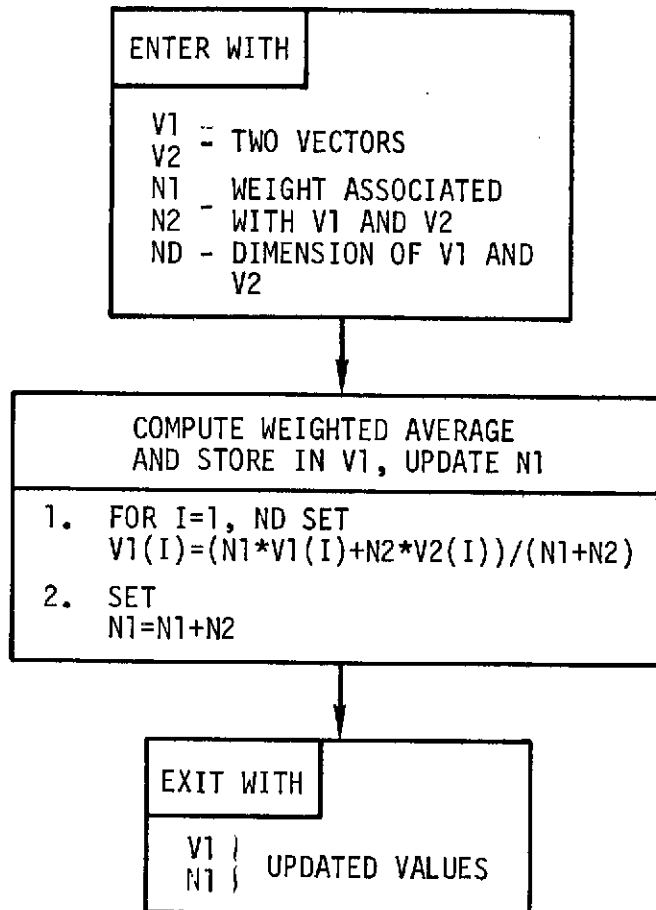 ENTER WITH
V1
V2 - TWO VECTORS
N1 - WEIGHT ASSOCIATED
N2 WITH V1 AND V2
ND - DIMENSION OF V1 AND
V2
COMPUTE WEIGHTED AVERAGE
AND STORE IN V1, UPDATE N1
1. FOR I=1, ND SET
V1(I)=(N1*V1(I)+N2*V2(I))/(N1+N2)
2. SET
N1=N1+N2
EXIT WITH
V1 }
N1 } UPDATED VALUES